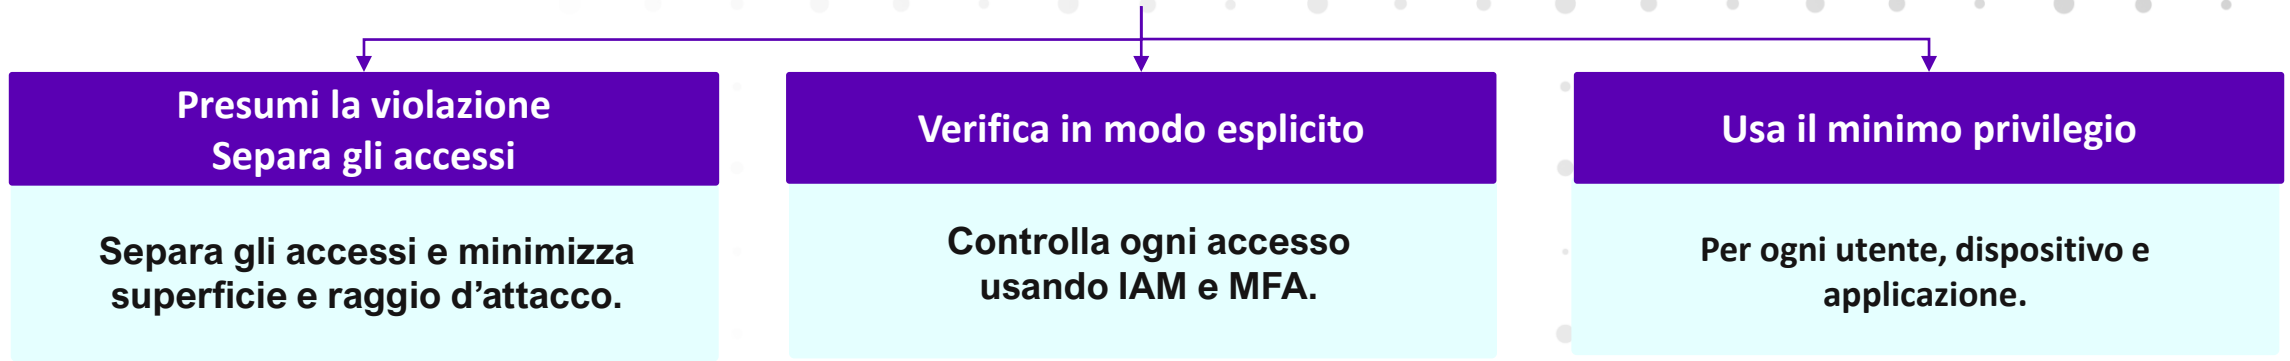 Presumi la violazione
Separa gli accessi
Separa gli accessi e minimizza
superficie e raggio d’attacco.
Verifica in modo esplicito
Controlla ogni accesso
usando IAM e MFA.
Usa il minimo privilegio
Per ogni utente, dispositivo e
applicazione.